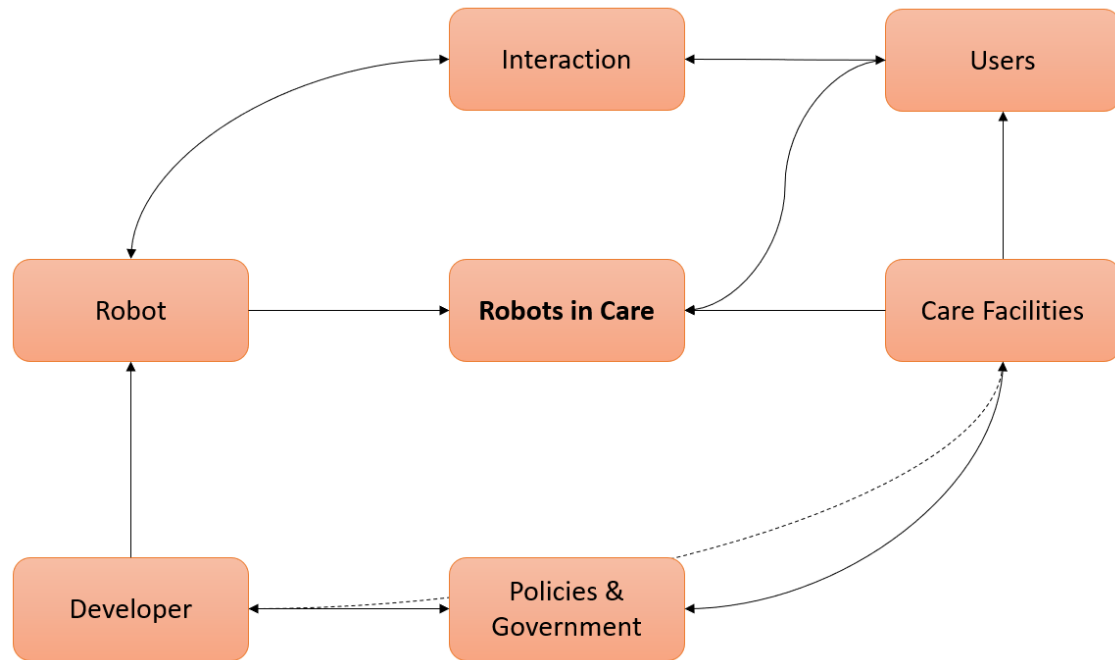 Interaction
Users
Robot
Robots in Care
Care Facilities
Developer
Policies &
Government